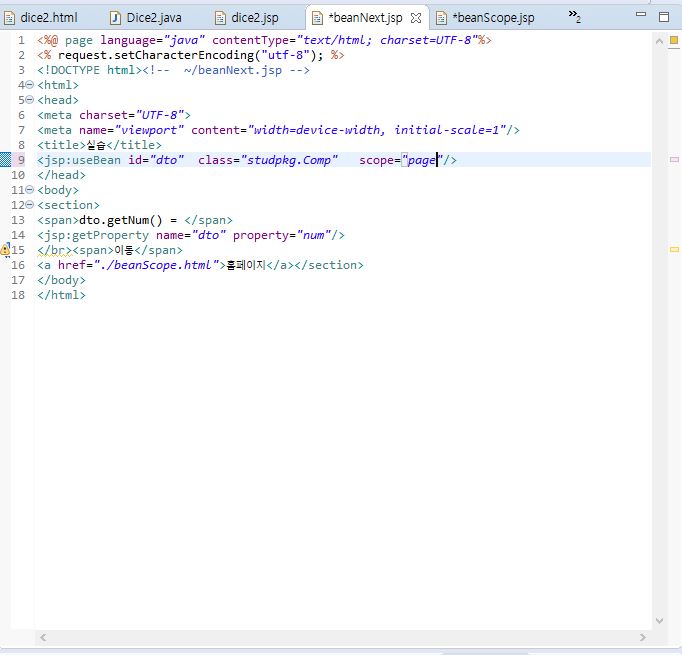 dice2.html Dice2.java dice2.jsp *beanNext.jsp *beanScope.jsp »2
1 <%@ page language="java" contentType="text/html; charset=UTF-8"%>
2 <% request.setCharacterEncoding("utf-8"); %>
3 <!DOCTYPE html><!--  ~/beanNext.jsp -->
4 <html>
5 <head>
6 <meta charset="UTF-8">
7 <meta name="viewport" content="width=device-width, initial-scale=1"/>
8 <title>실습</title>
9 <jsp:useBean id="dto"  class="studpkg.Comp"   scope="page"/>
10 </head>
11 <body>
12 <section>
13 <span>dto.getNum() = </span>
14 <jsp:getProperty name="dto" property="num"/>
15 </br><span>이동</span>
16 <a href="./beanScope.html">홈페이지</a></section>
17 </body>
18 </html>